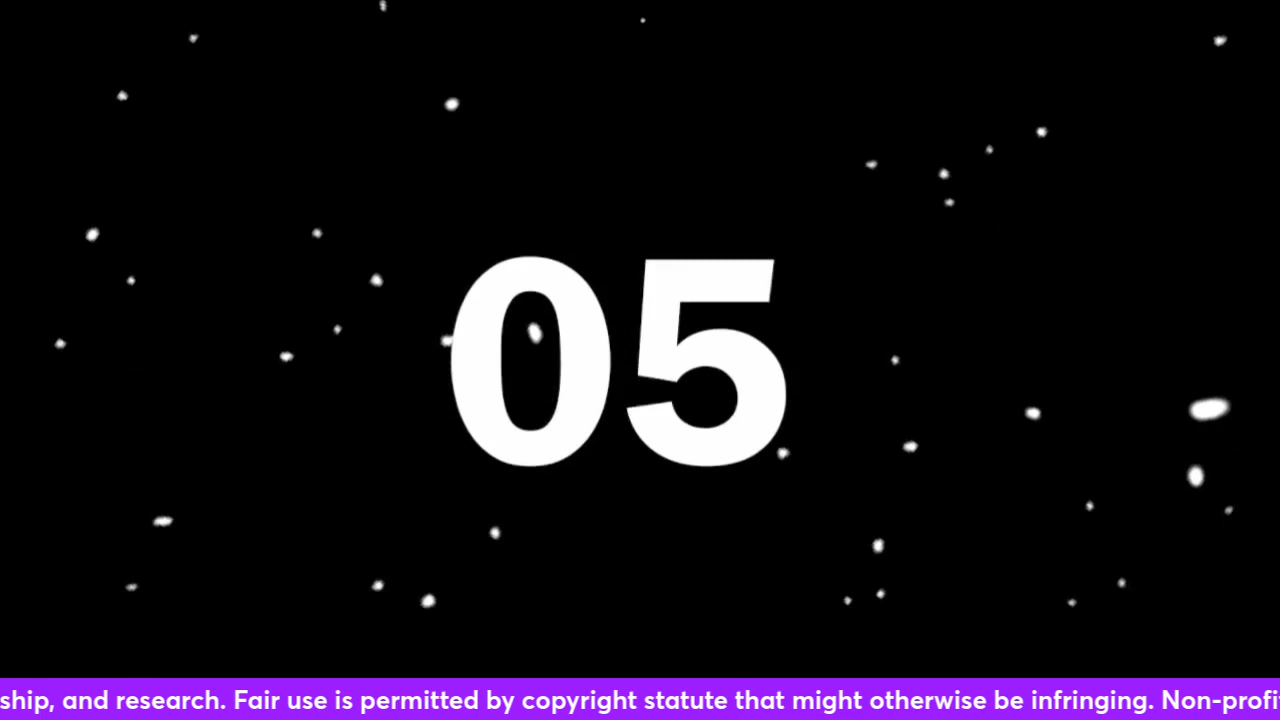 05
ship, and research. Fair use is permitted by copyright statute that might otherwise be infringing. Non-profi